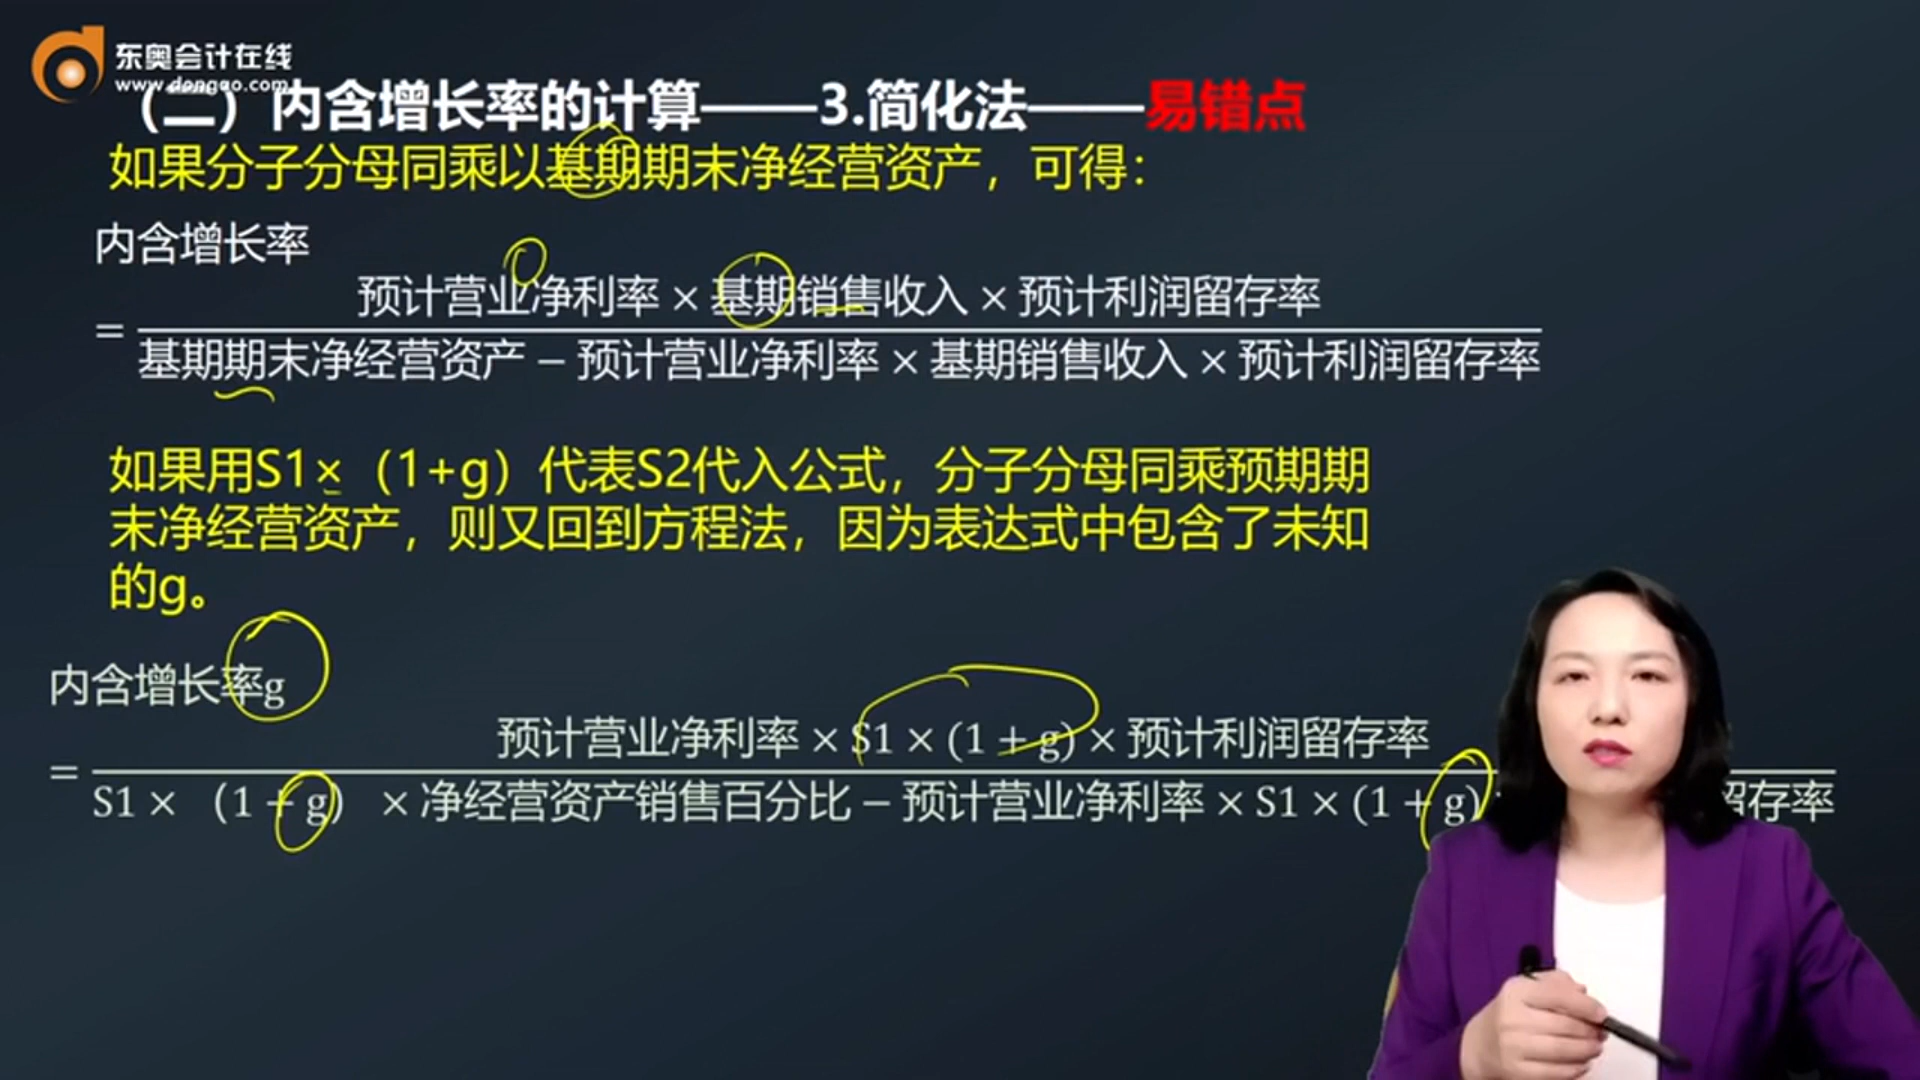 东奥会计在线
www.dongao.com
（二）内含增长率的计算——3.简化法——易错点
如果分子分母同乘以基期期末净经营资产，可得：
内含增长率
预计营业净利率 × 基期销售收入 × 预计利润留存率
=
基期期末净经营资产 − 预计营业净利率 × 基期销售收入 × 预计利润留存率
如果用S1×（1+g）代表S2代入公式，分子分母同乘预期期
末净经营资产，则又回到方程法，因为表达式中包含了未知
的g。
内含增长率g
预计营业净利率 × S1 × (1 + g) × 预计利润留存率
=
S1 × （1 + g） × 净经营资产销售百分比 − 预计营业净利率 × S1 × (1 + g) 留存率